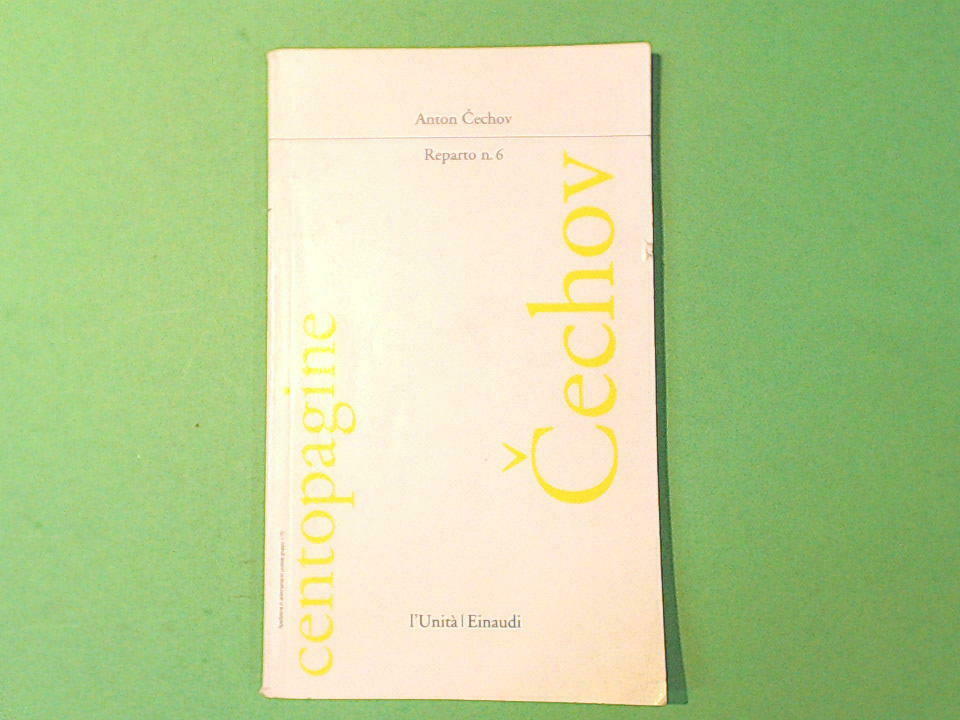 Anton Čechov
Reparto n. 6
Čechov
centopagine
l'Unità | Einaudi